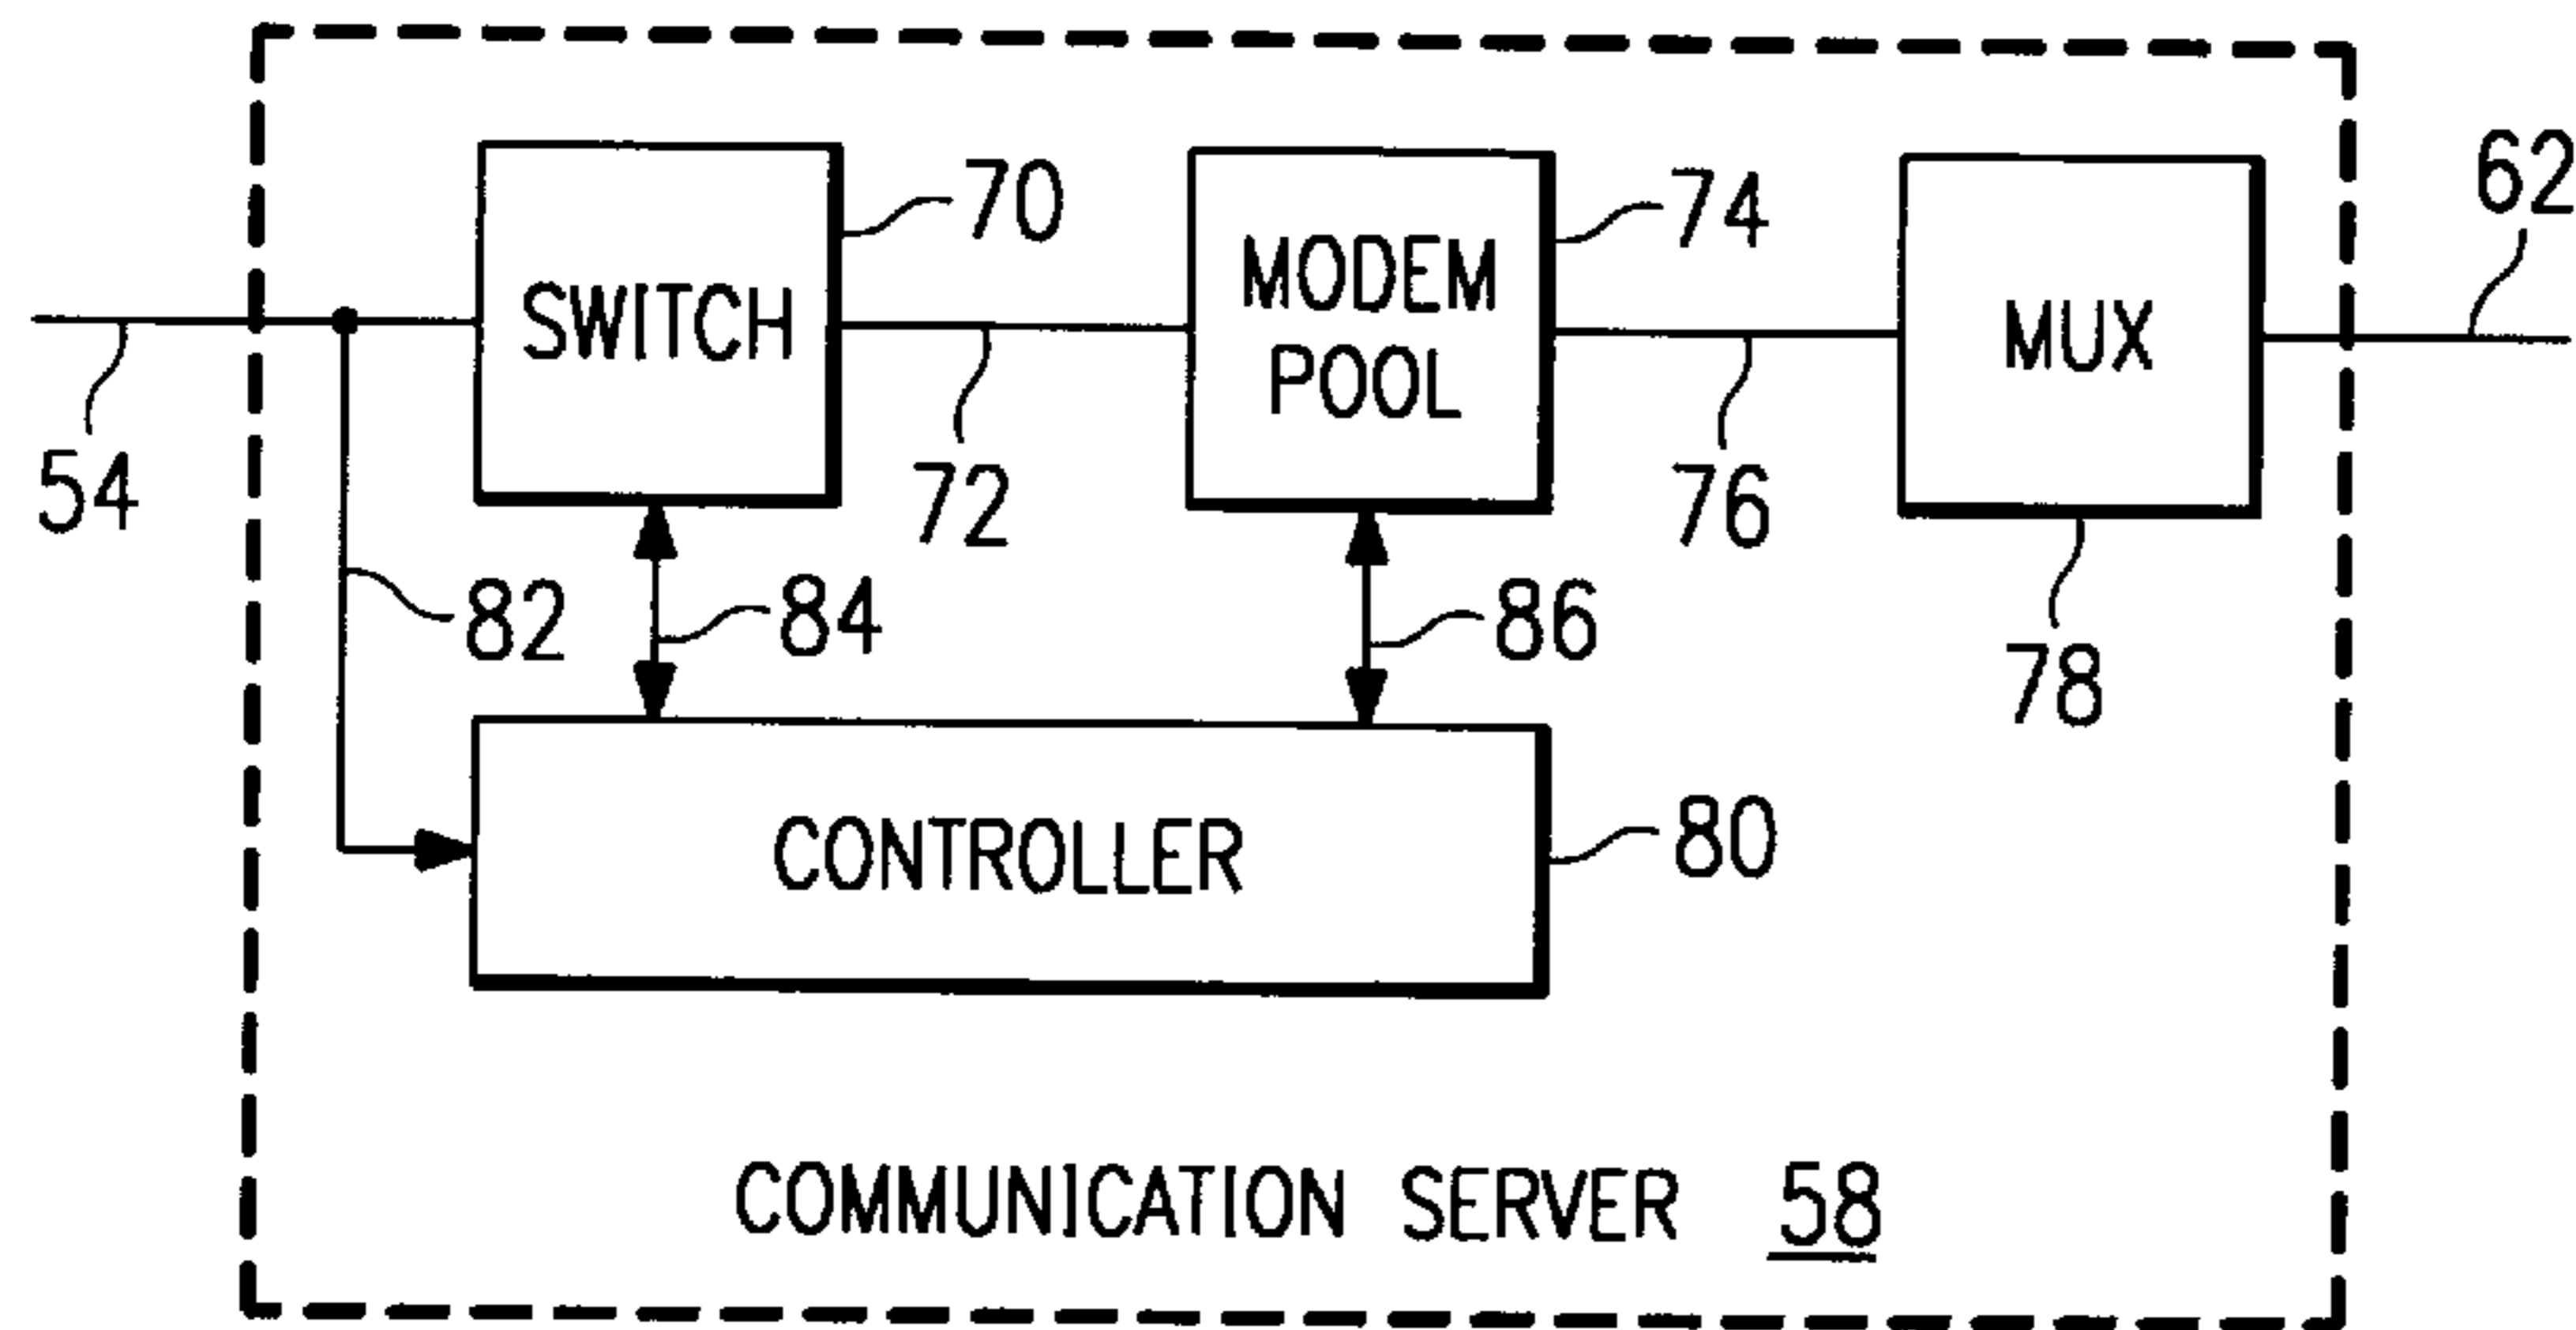 70
74
62
SWITCH
MODEM
POOL
MUX
54
72
76
82
84
86
78
CONTROLLER
80
COMMUNICATION SERVER 58